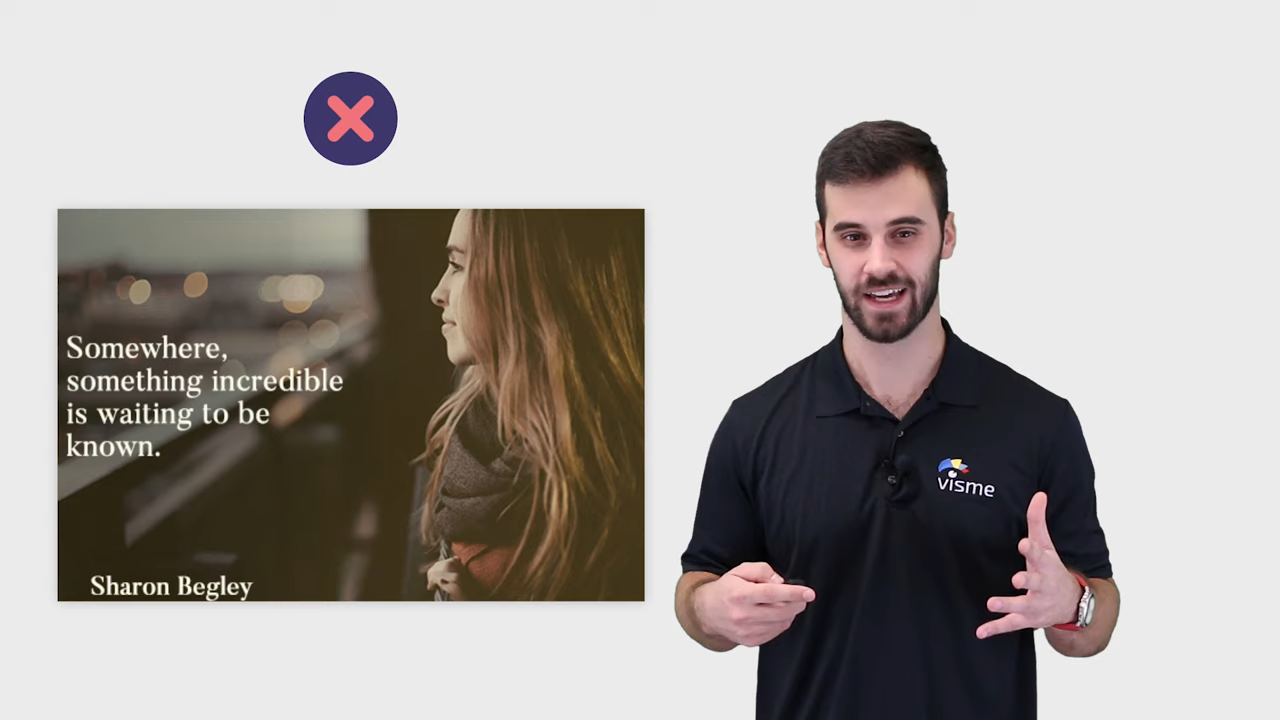 Somewhere,
something incredible
is waiting to be
known.
Sharon Begley
visme